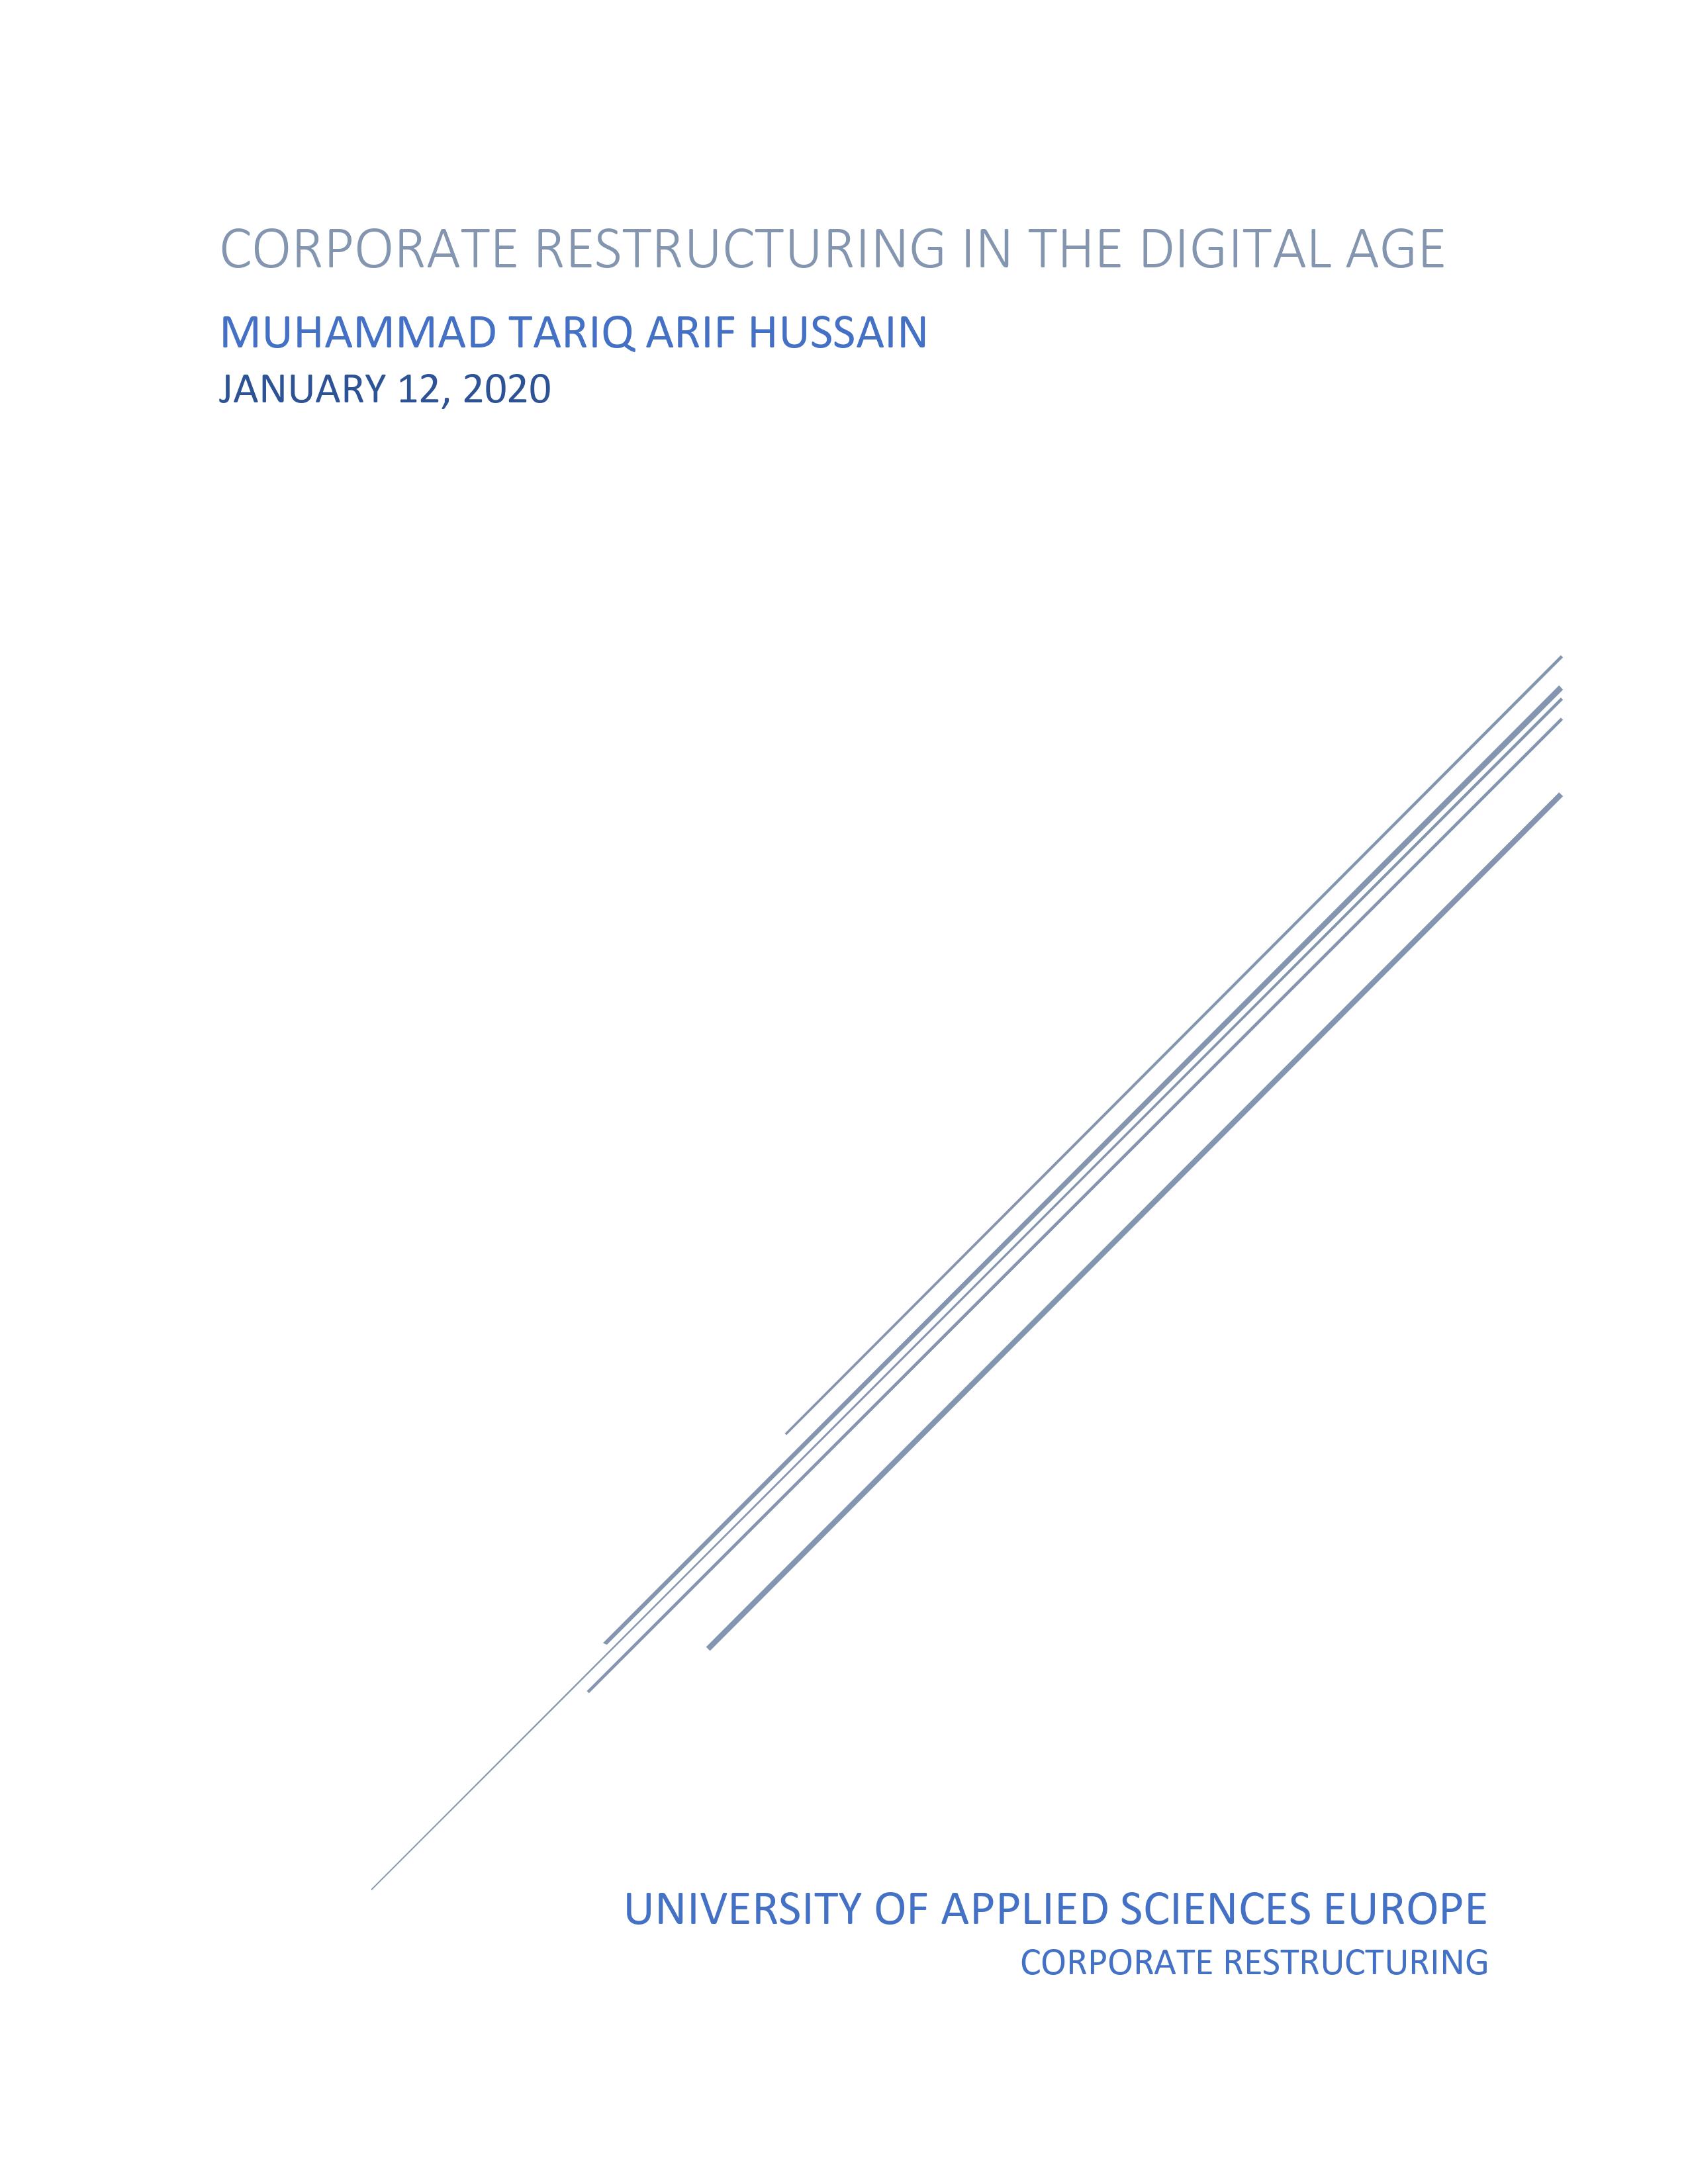 CORPORATE RESTRUCTURING IN THE DIGITAL AGE
MUHAMMAD TARIQ ARIF HUSSAIN
JANUARY 12, 2020
UNIVERSITY OF APPLIED SCIENCES EUROPE
CORPORATE RESTRUCTURING